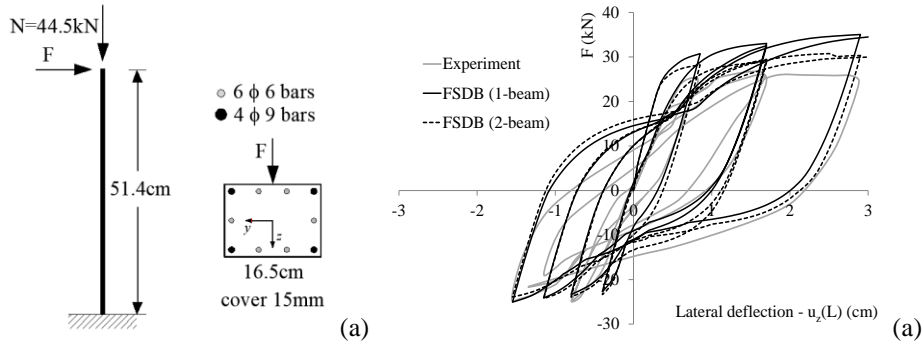 N=44.5kN
F
6 ϕ 6 bars
4 ϕ 9 bars
F
51.4cm
y
z
16.5cm
cover 15mm
(a)
F (kN)
40
30
20
10
0
-10
-20
-30
-3
-2
-1
0
1
2
3
Experiment
FSDB (1-beam)
FSDB (2-beam)
Lateral deflection - u_z(L) (cm)
(a)